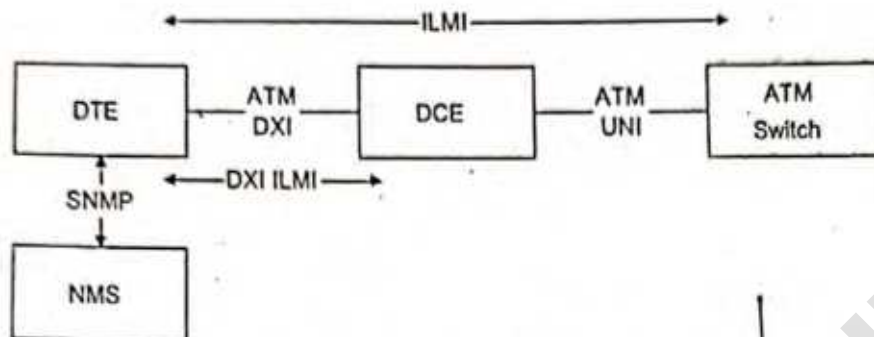 ILMI
DTE
ATM
DXI
DCE
ATM
UNI
ATM
Switch
DXI ILMI
SNMP
NMS